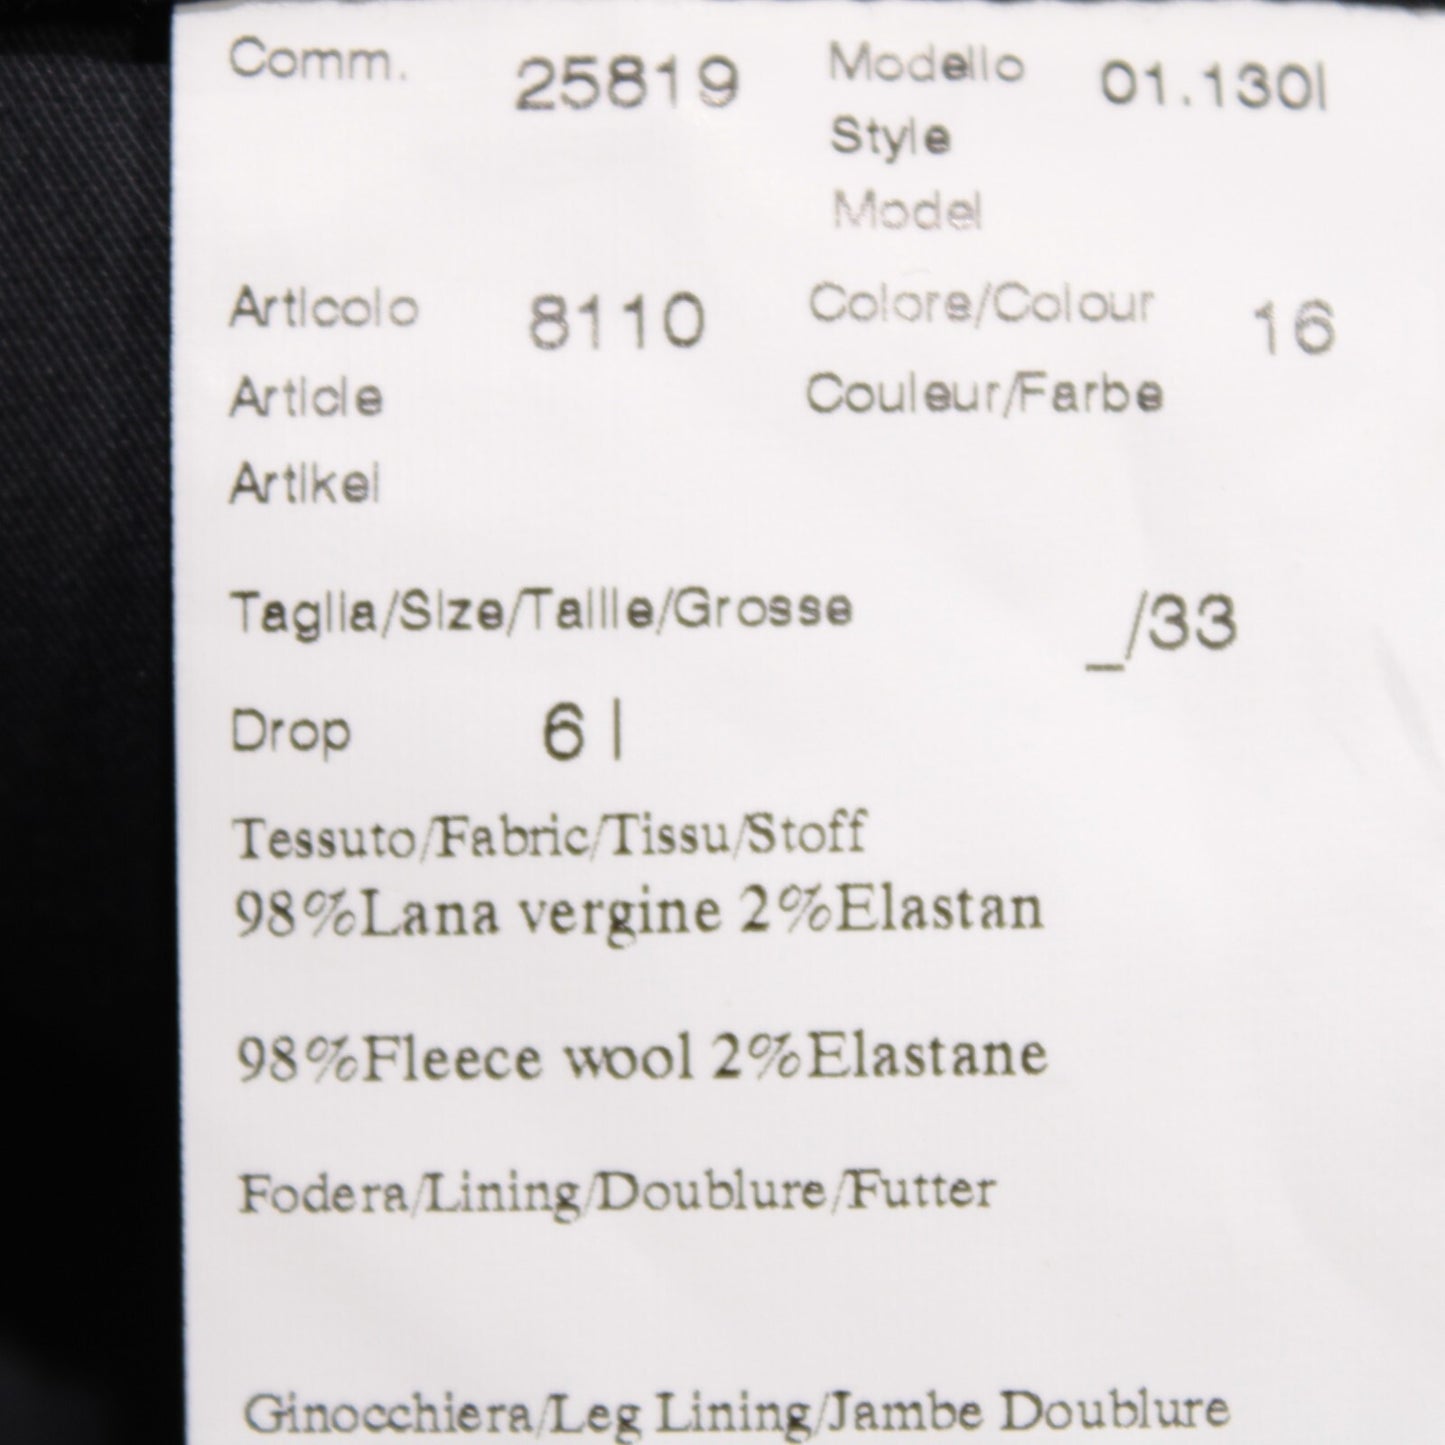 Comm. 25819 Modello 01.130l
Style
Model
Articolo 8110 Colore/Colour 16
Article Couleur/Farbe
Artikel
Taglia/Size/Taille/Grosse _/33
Drop 6 |
Tessuto/Fabric/Tissu/Stoff
98%Lana vergine 2%Elastan
98%Fleece wool 2%Elastane
Fodera/Lining/Doublure/Futter
Ginocchiera/Leg Lining/Jambe Doublure